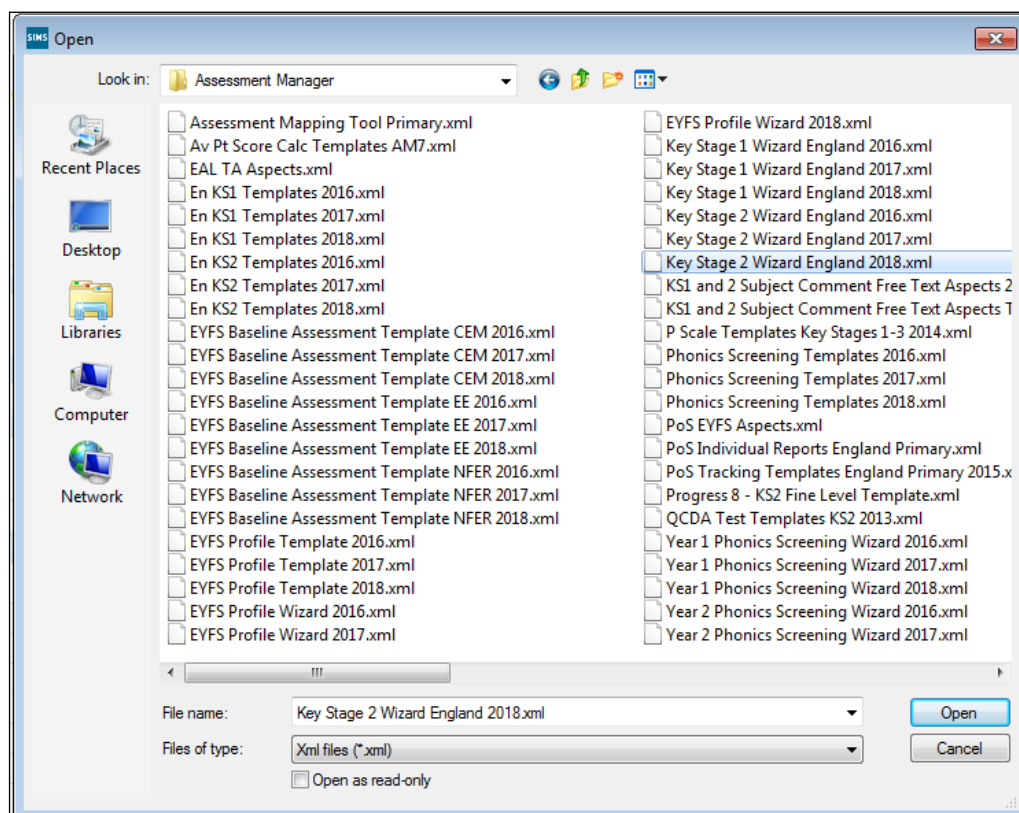 SIMS Open
Look in: Assessment Manager
Recent Places
Desktop
Libraries
Computer
Network
Assessment Mapping Tool Primary.xml
Av Pt Score Calc Templates AM7.xml
EAL TA Aspects.xml
En KS1 Templates 2016.xml
En KS1 Templates 2017.xml
En KS1 Templates 2018.xml
En KS2 Templates 2016.xml
En KS2 Templates 2017.xml
En KS2 Templates 2018.xml
EYFS Baseline Assessment Template CEM 2016.xml
EYFS Baseline Assessment Template CEM 2017.xml
EYFS Baseline Assessment Template CEM 2018.xml
EYFS Baseline Assessment Template EE 2016.xml
EYFS Baseline Assessment Template EE 2017.xml
EYFS Baseline Assessment Template EE 2018.xml
EYFS Baseline Assessment Template NFER 2016.xml
EYFS Baseline Assessment Template NFER 2017.xml
EYFS Baseline Assessment Template NFER 2018.xml
EYFS Profile Template 2016.xml
EYFS Profile Template 2017.xml
EYFS Profile Template 2018.xml
EYFS Profile Wizard 2016.xml
EYFS Profile Wizard 2017.xml
EYFS Profile Wizard 2018.xml
Key Stage 1 Wizard England 2016.xml
Key Stage 1 Wizard England 2017.xml
Key Stage 1 Wizard England 2018.xml
Key Stage 2 Wizard England 2016.xml
Key Stage 2 Wizard England 2017.xml
Key Stage 2 Wizard England 2018.xml
KS1 and 2 Subject Comment Free Text Aspects 2
KS1 and 2 Subject Comment Free Text Aspects T
P Scale Templates Key Stages 1-3 2014.xml
Phonics Screening Templates 2016.xml
Phonics Screening Templates 2017.xml
Phonics Screening Templates 2018.xml
PoS EYFS Aspects.xml
PoS Individual Reports England Primary.xml
PoS Tracking Templates England Primary 2015.x
Progress 8 - KS2 Fine Level Template.xml
QCDA Test Templates KS2 2013.xml
Year 1 Phonics Screening Wizard 2016.xml
Year 1 Phonics Screening Wizard 2017.xml
Year 1 Phonics Screening Wizard 2018.xml
Year 2 Phonics Screening Wizard 2016.xml
Year 2 Phonics Screening Wizard 2017.xml
File name: Key Stage 2 Wizard England 2018.xml Open
Files of type: Xml files (*.xml) Cancel
Open as read-only